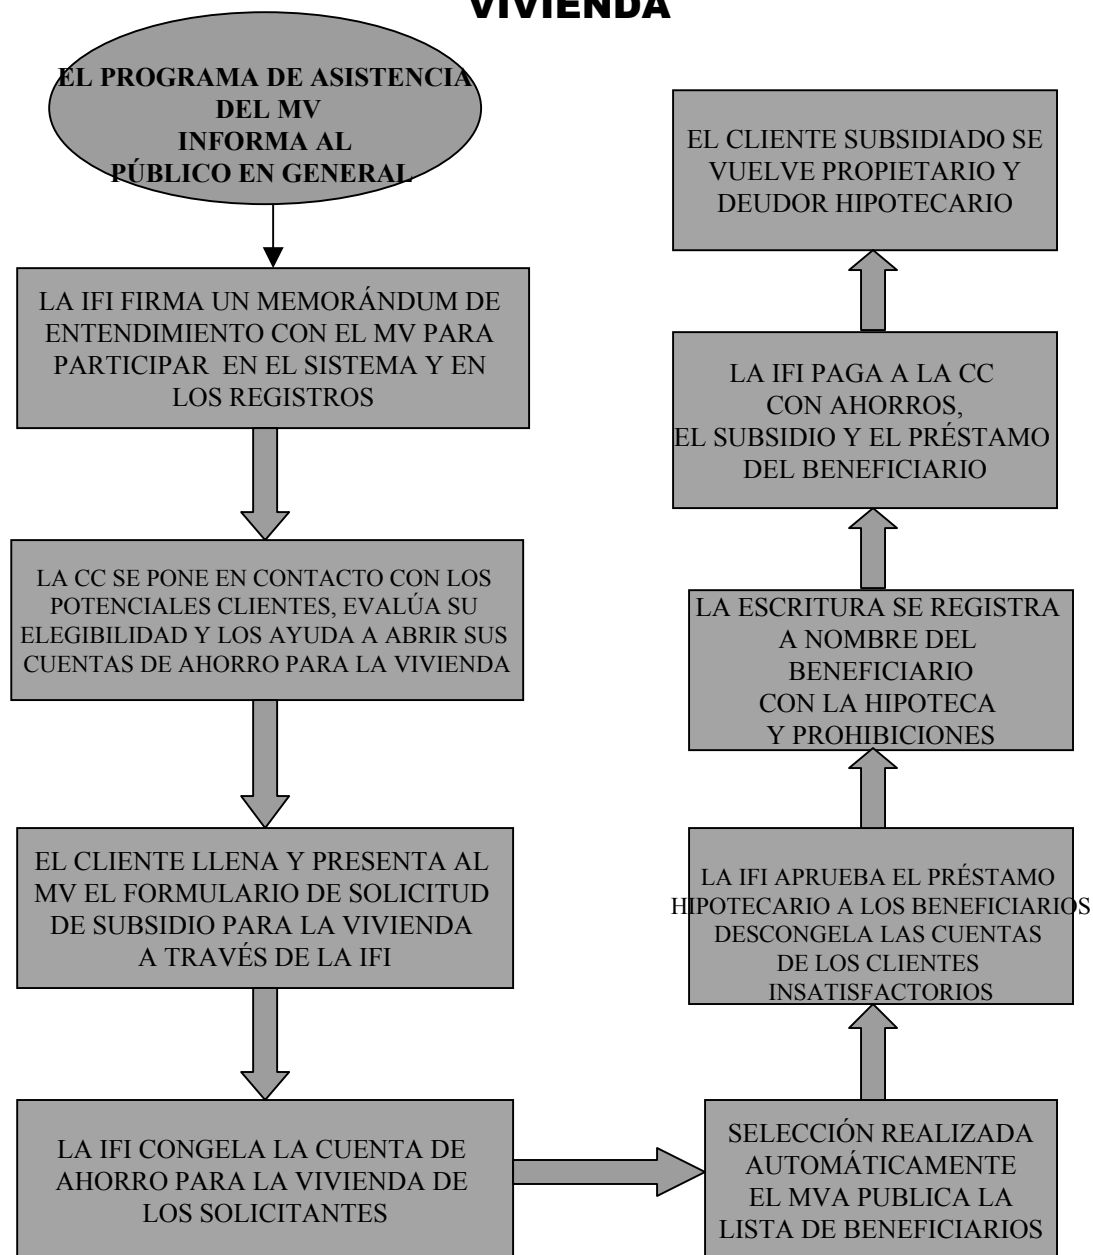 VIVIENDA
EL PROGRAMA DE ASISTENCIA
DEL MV
INFORMA AL
PÚBLICO EN GENERAL
LA IFI FIRMA UN MEMORÁNDUM DE
ENTENDIMIENTO CON EL MV PARA
PARTICIPAR EN EL SISTEMA Y EN
LOS REGISTROS
LA CC SE PONE EN CONTACTO CON LOS
POTENCIALES CLIENTES, EVALÚA SU
ELEGIBILIDAD Y LOS AYUDA A ABRIR SUS
CUENTAS DE AHORRO PARA LA VIVIENDA
EL CLIENTE LLENA Y PRESENTA AL
MV EL FORMULARIO DE SOLICITUD
DE SUBSIDIO PARA LA VIVIENDA
A TRAVÉS DE LA IFI
LA IFI CONGELA LA CUENTA DE
AHORRO PARA LA VIVIENDA DE
LOS SOLICITANTES
SELECCIÓN REALIZADA
AUTOMÁTICAMENTE
EL MVA PUBLICA LA
LISTA DE BENEFICIARIOS
LA IFI APRUEBA EL PRÉSTAMO
HIPOTECARIO A LOS BENEFICIARIOS
DESCONGELA LAS CUENTAS
DE LOS CLIENTES
INSATISFACTORIOS
LA ESCRITURA SE REGISTRA
A NOMBRE DEL
BENEFICIARIO
CON LA HIPOTECA
Y PROHIBICIONES
LA IFI PAGA A LA CC
CON AHORROS,
EL SUBSIDIO Y EL PRÉSTAMO
DEL BENEFICIARIO
EL CLIENTE SUBSIDIADO SE
VUELVE PROPIETARIO Y
DEUDOR HIPOTECARIO